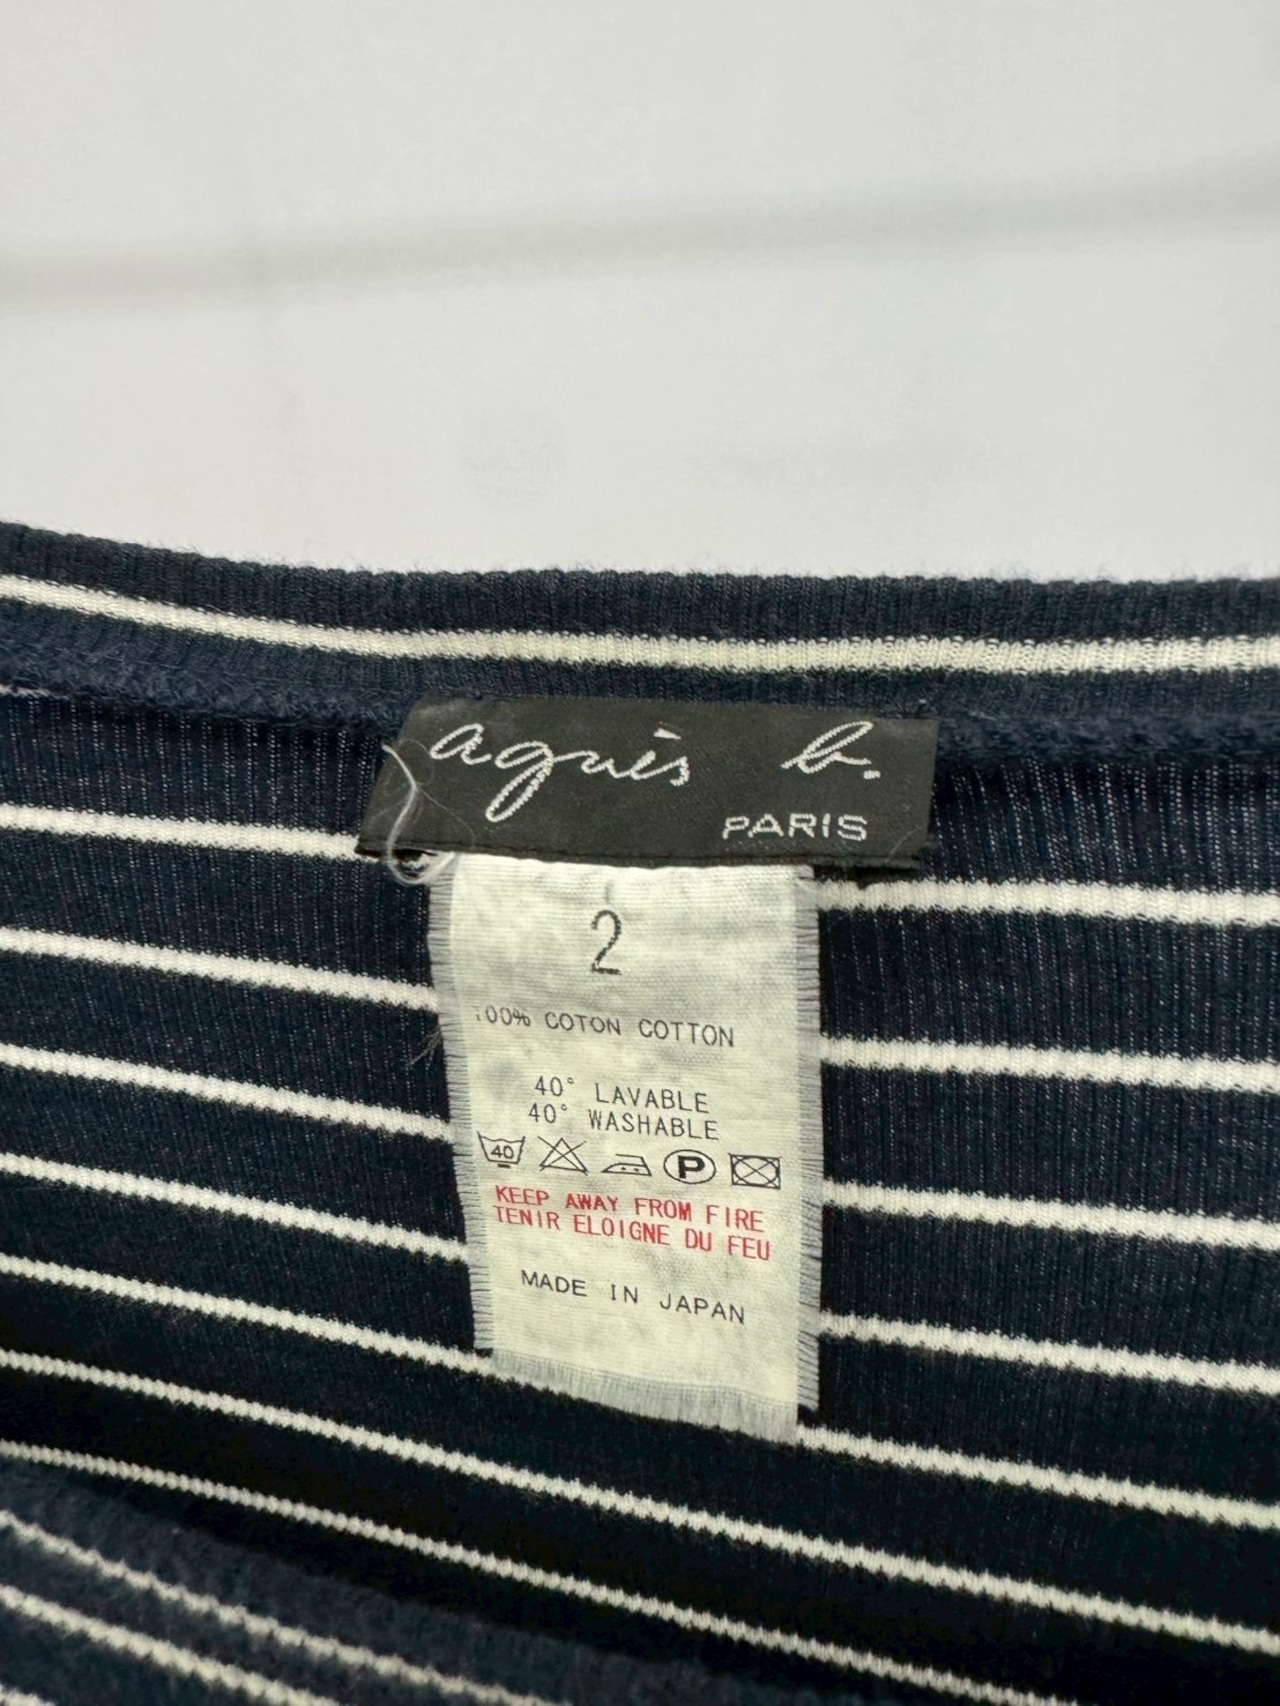 agnès b.
PARIS
2
100% COTON COTTON
40° LAVABLE
40° WASHABLE
40 P
KEEP AWAY FROM FIRE
TENIR ELOIGNE DU FEU
MADE IN JAPAN